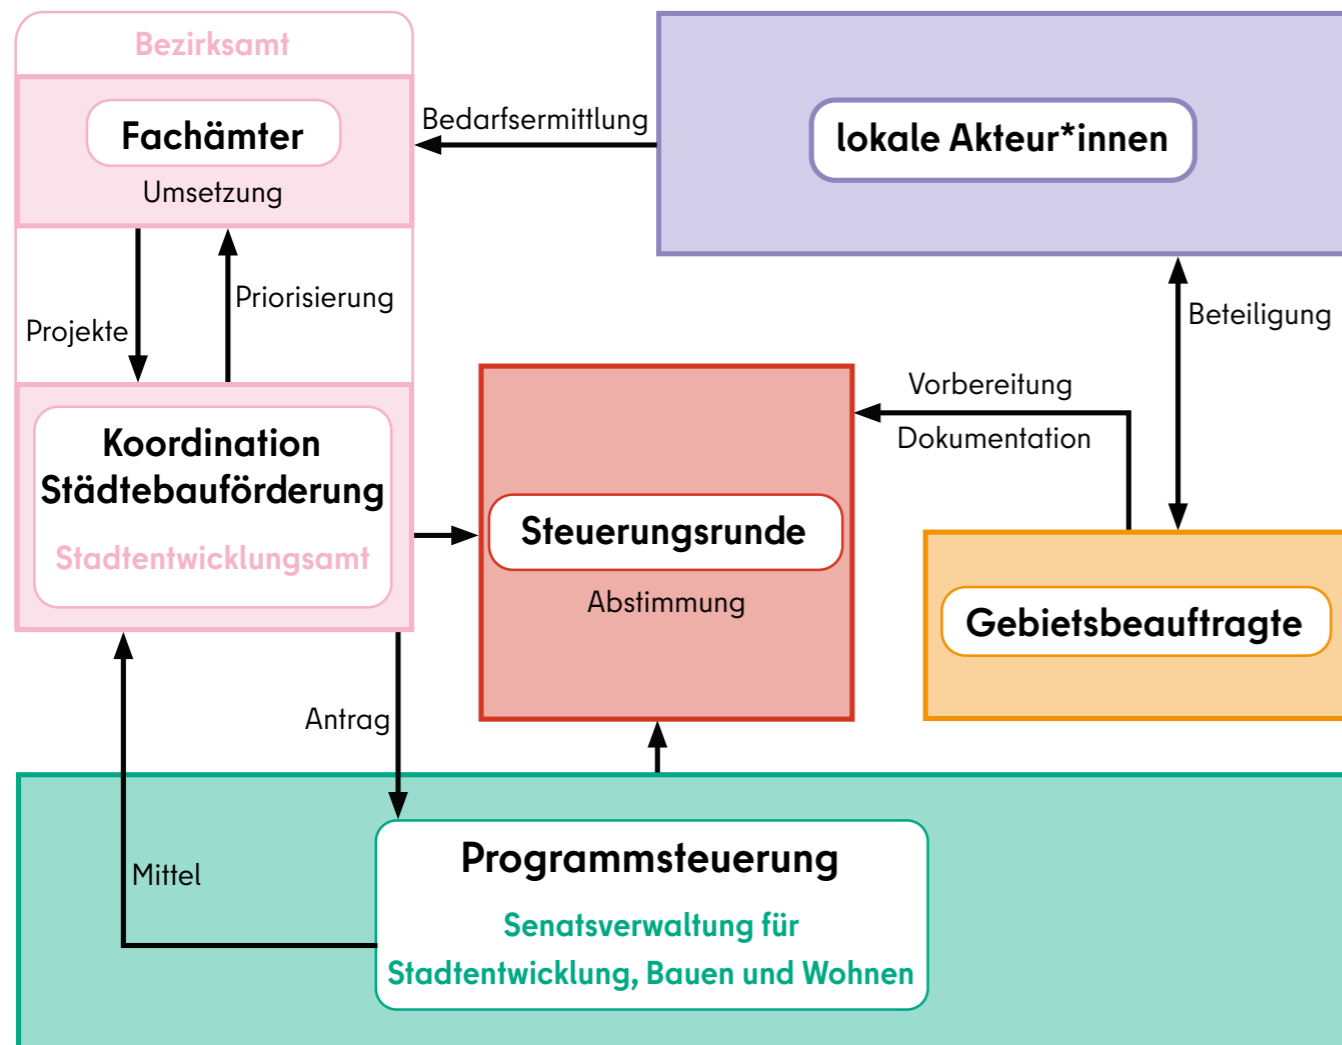 Bezirksamt
Fachämter
Umsetzung
Bedarfsermittlung
lokale Akteur*innen
Projekte
Priorisierung
Beteiligung
Koordination
Städtebauförderung
Stadtentwicklungsamt
Vorbereitung
Dokumentation
Steuerungsrunde
Abstimmung
Gebietsbeauftragte
Antrag
Mittel
Programmsteuerung
Senatsverwaltung für
Stadtentwicklung, Bauen und Wohnen